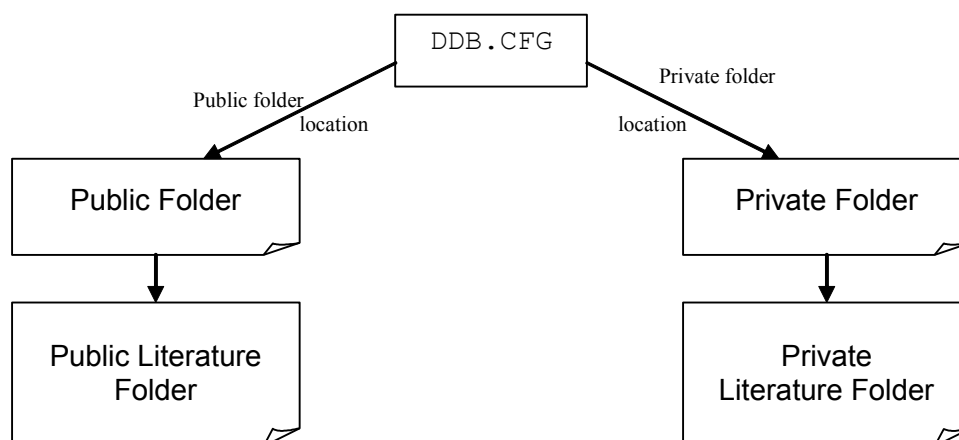 DDB.CFG
Public folder
location
Private folder
location
Public Folder
Private Folder
Public Literature
Folder
Private
Literature Folder